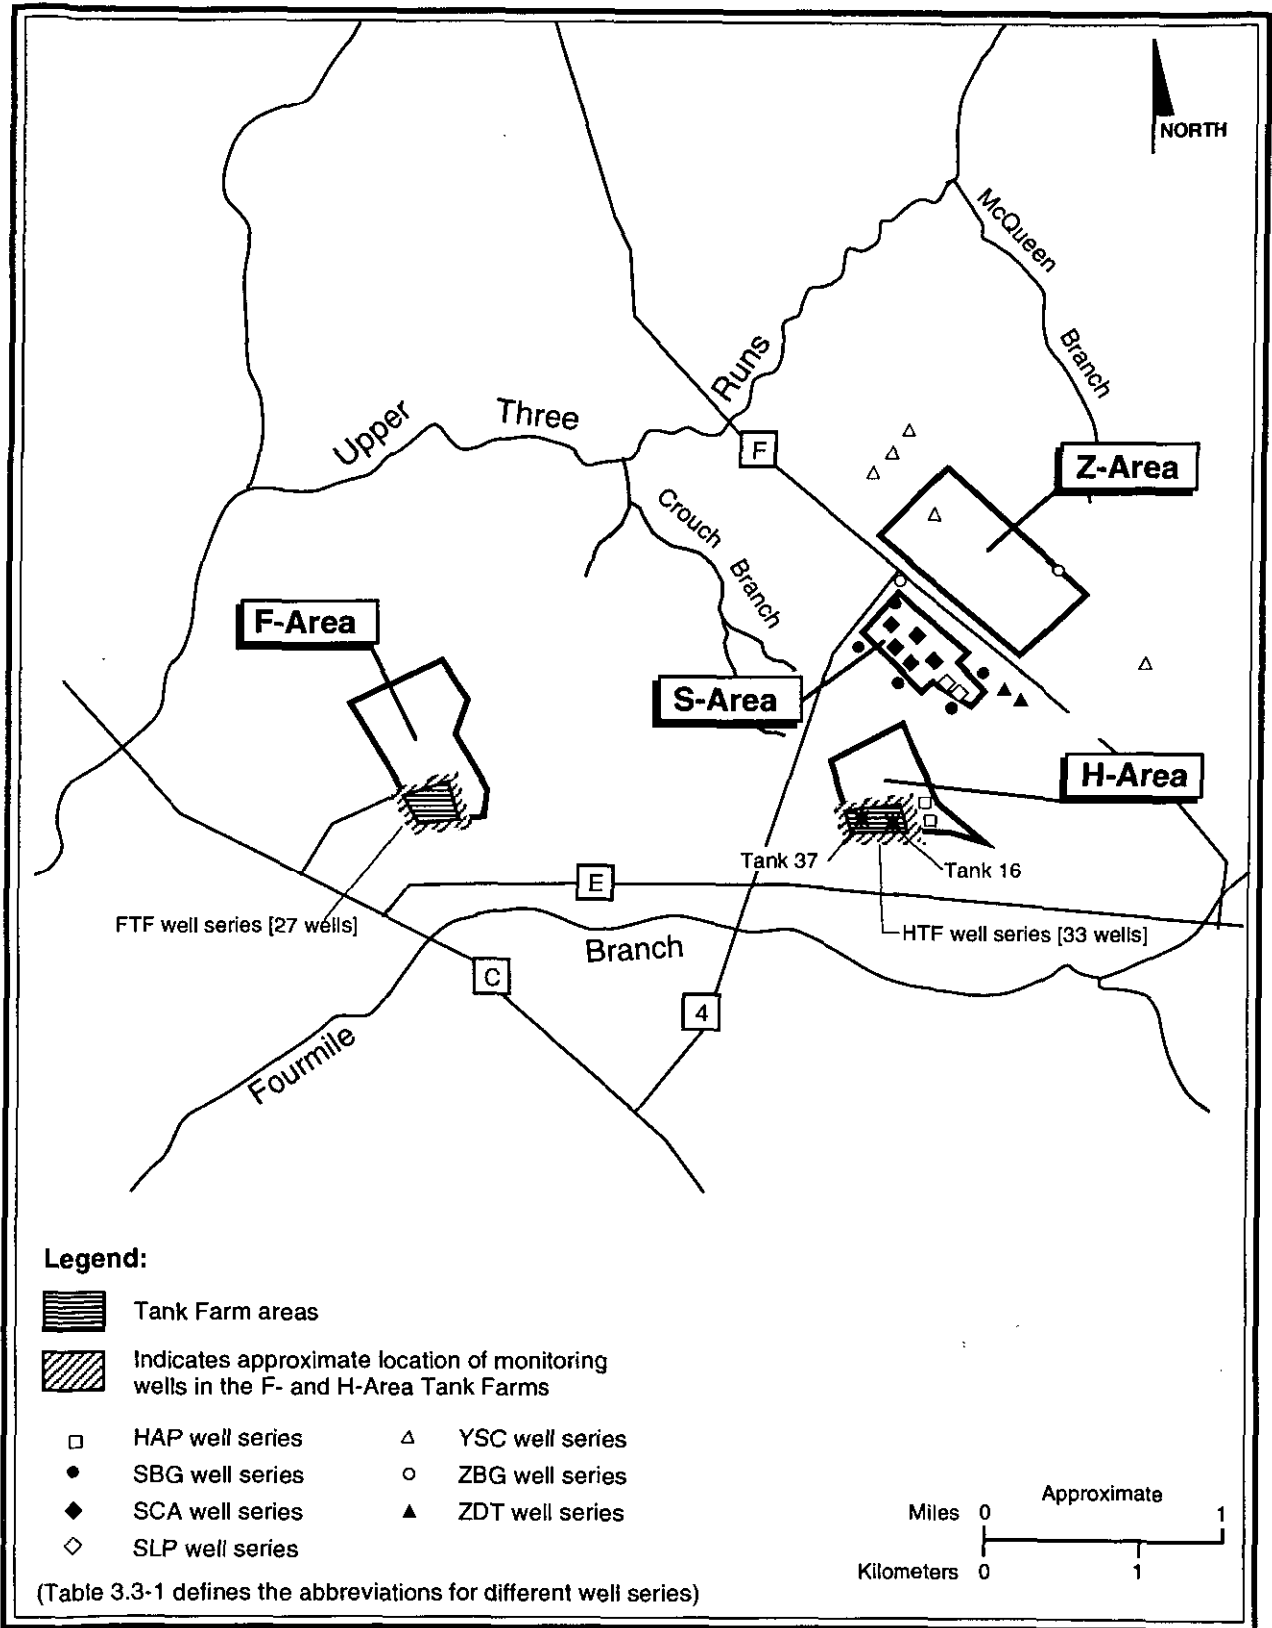 NORTH
McQueen
Branch
Runs
Three
Upper
F
Z-Area
Crouch
Branch
F-Area
S-Area
H-Area
Tank 37
Tank 16
E
FTF well series [27 wells]
HTF well series [33 wells]
Branch
C
4
Fourmile
Legend:
Tank Farm areas
Indicates approximate location of monitoring
wells in the F- and H-Area Tank Farms
HAP well series
YSC well series
SBG well series
ZBG well series
SCA well series
ZDT well series
SLP well series
Approximate
Miles 0 1
Kilometers 0 1
(Table 3.3-1 defines the abbreviations for different well series)